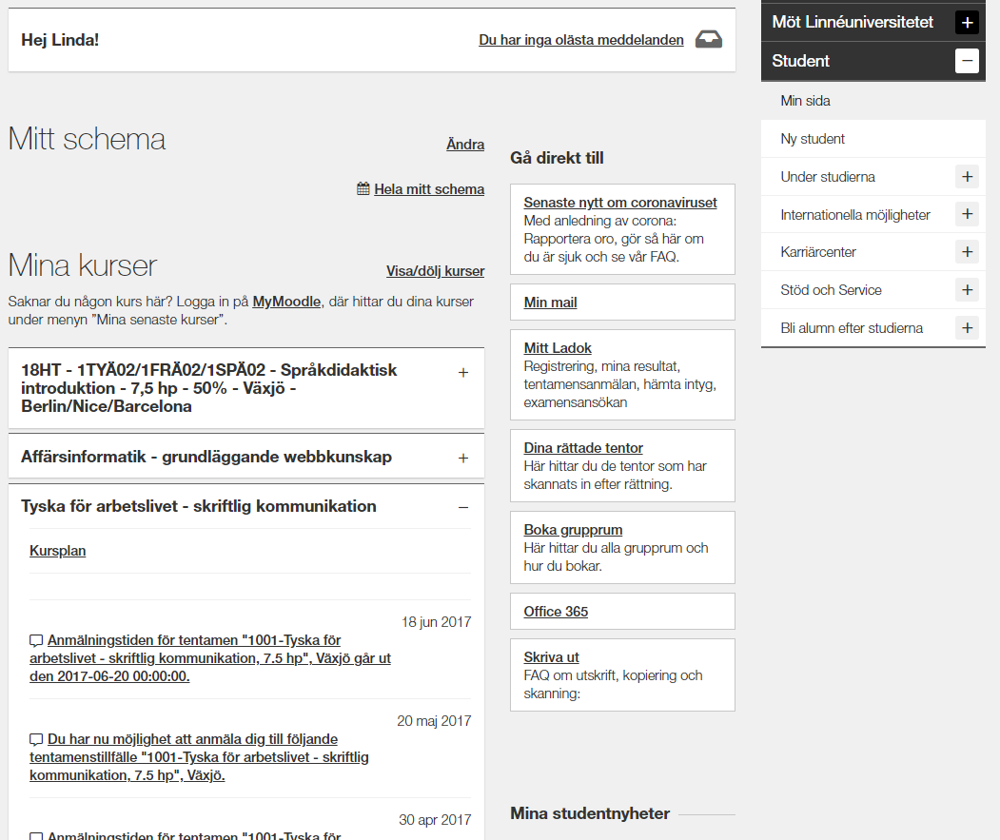 Hej Linda!
Du har inga olästa meddelanden
Mitt schema
Ändra
Hela mitt schema
Mina kurser
Visa/dölj kurser
Saknar du någon kurs här? Logga in på MyMoodle, där hittar du dina kurser
under menyn ”Mina senaste kurser”.
18HT - 1TYÄ02/1FRÄ02/1SPÄ02 - Språkdidaktisk
introduktion - 7,5 hp - 50% - Växjö -
Berlin/Nice/Barcelona
Affärsinformatik - grundläggande webbkunskap
Tyska för arbetslivet - skriftlig kommunikation
Kursplan
18 jun 2017
Anmälningstiden för tentamen "1001-Tyska för
arbetslivet - skriftlig kommunikation, 7.5 hp", Växjö går ut
den 2017-06-20 00:00:00.
20 maj 2017
Du har nu möjlighet att anmäla dig till följande
tentamenstillfälle "1001-Tyska för arbetslivet - skriftlig
kommunikation, 7.5 hp", Växjö.
30 apr 2017
Anmälningstiden för tentamen "1001-Tyska för
Gå direkt till
Senaste nytt om coronaviruset
Med anledning av corona:
Rapportera oro, gör så här om
du är sjuk och se vår FAQ.
Min mail
Mitt Ladok
Registrering, mina resultat,
tentamensanmälan, hämta intyg,
examensansökan
Dina rättade tentor
Här hittar du de tentor som har
skannats in efter rättning.
Boka grupprum
Här hittar du alla grupprum och
hur du bokar.
Office 365
Skriva ut
FAQ om utskrift, kopiering och
skanning:
Mina studentnyheter
Möt Linnéuniversitetet
Student
Min sida
Ny student
Under studierna
Internationella möjligheter
Karriärcenter
Stöd och Service
Bli alumn efter studierna